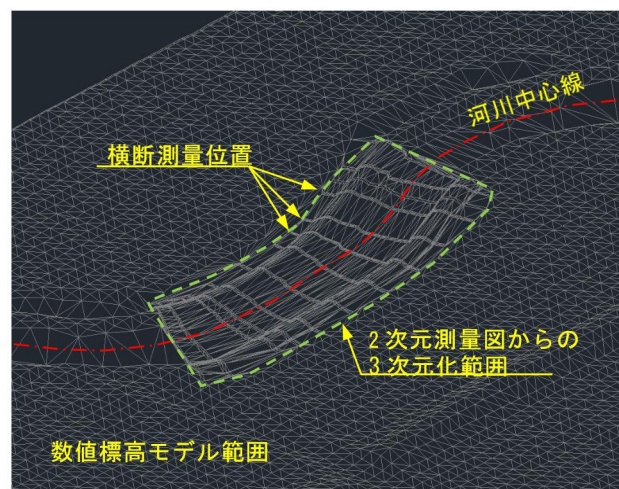 河川中心線
横断測量位置
2次元測量図からの
3次元化範囲
数値標高モデル範囲